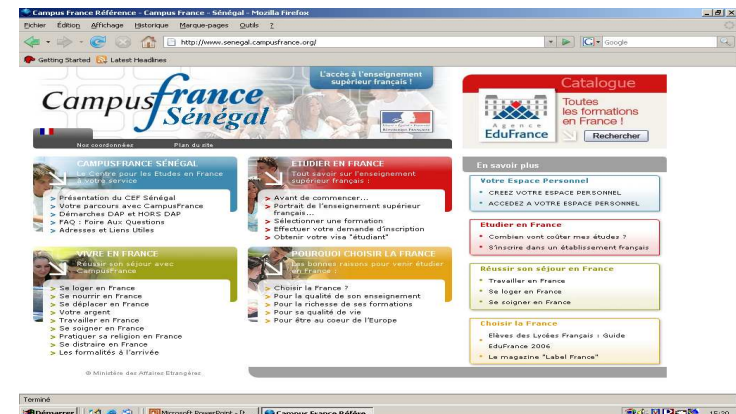 Campus France Référence - Campus France - Sénégal - Mozilla Firefox
Fichier Édition Affichage Historique Marque-pages Outils ?
http://www.senegal.campusfrance.org/
Google
Getting Started Latest Headlines
Campus france Sénégal
L'accès à l'enseignement
supérieur français !
Nos coordonnées Plan du site
Catalogue
Toutes
les formations
en France !
Agence
EduFrance
Rechercher
CAMPUSFRANCE SÉNÉGAL
Le Centre pour les Etudes en France
à votre service
> Présentation du CEF Sénégal
> Votre parcours avec CampusFrance
> Démarches DAP et HORS DAP
> FAQ : Foire Aux Questions
> Adresses et Liens Utiles
ETUDIER EN FRANCE
Tout savoir sur l'enseignement
supérieur français :
> Avant de commencer...
> Portrait de l'enseignement supérieur
français...
> Sélectionner une formation
> Effectuer votre demande d'inscription
> Obtenir votre visa "étudiant"
VIVRE EN FRANCE
Réussir son séjour avec
CampusFrance
> Se loger en France
> Se nourrir en France
> Se déplacer en France
> Votre argent
> Travailler en France
> Se soigner en France
> Pratiquer sa religion en France
> Se distraire en France
> Les formalités à l'arrivée
POURQUOI CHOISIR LA FRANCE
Les bonnes raisons pour venir étudier
en France :
> Choisir la France ?
> Pour la qualité de son enseignement
> Pour la richesse de ses formations
> Pour sa qualité de vie
> Pour être au coeur de l'Europe
En savoir plus
Votre Espace Personnel
CREEZ VOTRE ESPACE PERSONNEL
ACCEDEZ A VOTRE ESPACE PERSONNEL
Etudier en France
Combien vont coûter mes études ?
S'inscrire dans un établissement français
Réussir son séjour en France
Travailler en France
Se loger en France
Se soigner en France
Choisir la France
Elèves des Lycées Français : Guide
EduFrance 2006
Le magazine "Label France"
© Ministère des Affaires Etrangères
Terminé
Démarrer
Microsoft PowerPoint - [t...
Campus France Référe...
15:20